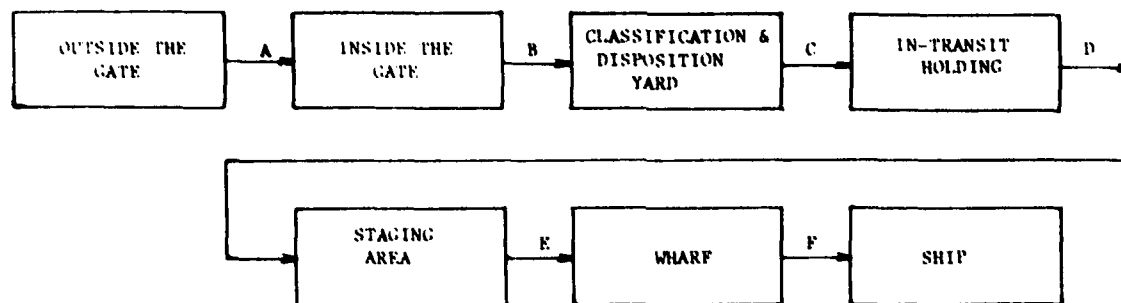 OUTSIDE THE
GATE
A
INSIDE THE
GATE
B
CLASSIFICATION &
DISPOSITION
YARD
C
IN-TRANSIT
HOLDING
D
STAGING
AREA
E
WHARF
F
SHIP